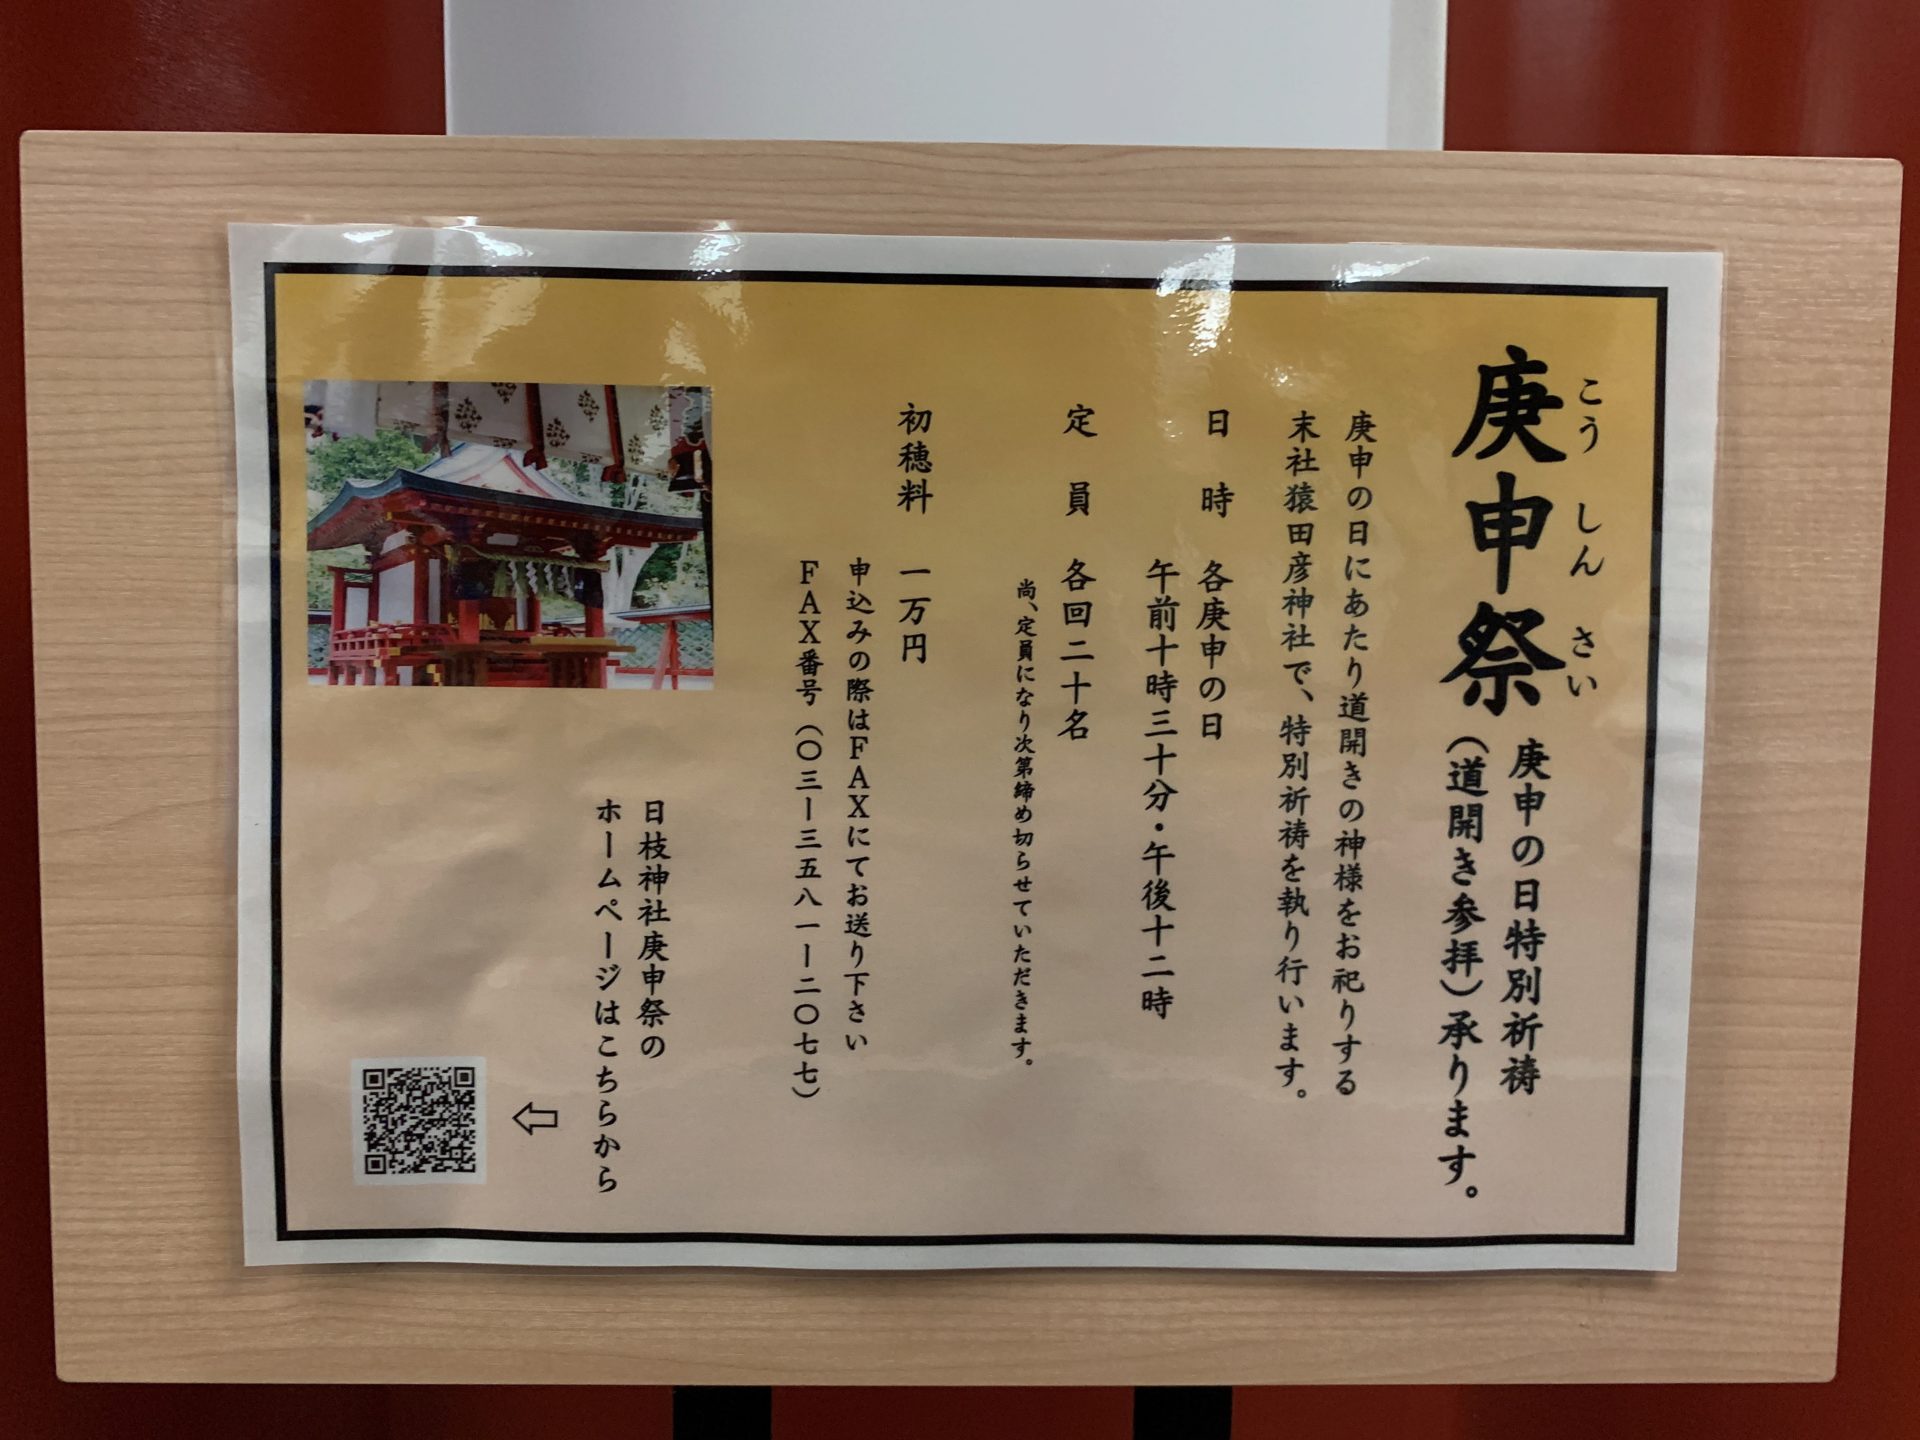 庚申祭
こうしんさい
庚申の日特別祈祷
（道開き参拝）承ります。
庚申の日にあたり道開きの神様をお祀りする
末社猿田彦神社で、特別祈祷を執り行います。
日時 各庚申の日
午前十時三十分・午後十二時
定員 各回二十名
尚、定員になり次第締め切らせていただきます。
初穂料 一万円
申込みの際はＦＡＸにてお送り下さい
ＦＡＸ番号（〇三ー三五八一ー二〇七七）
日枝神社庚申祭の
ホームページはこちらから